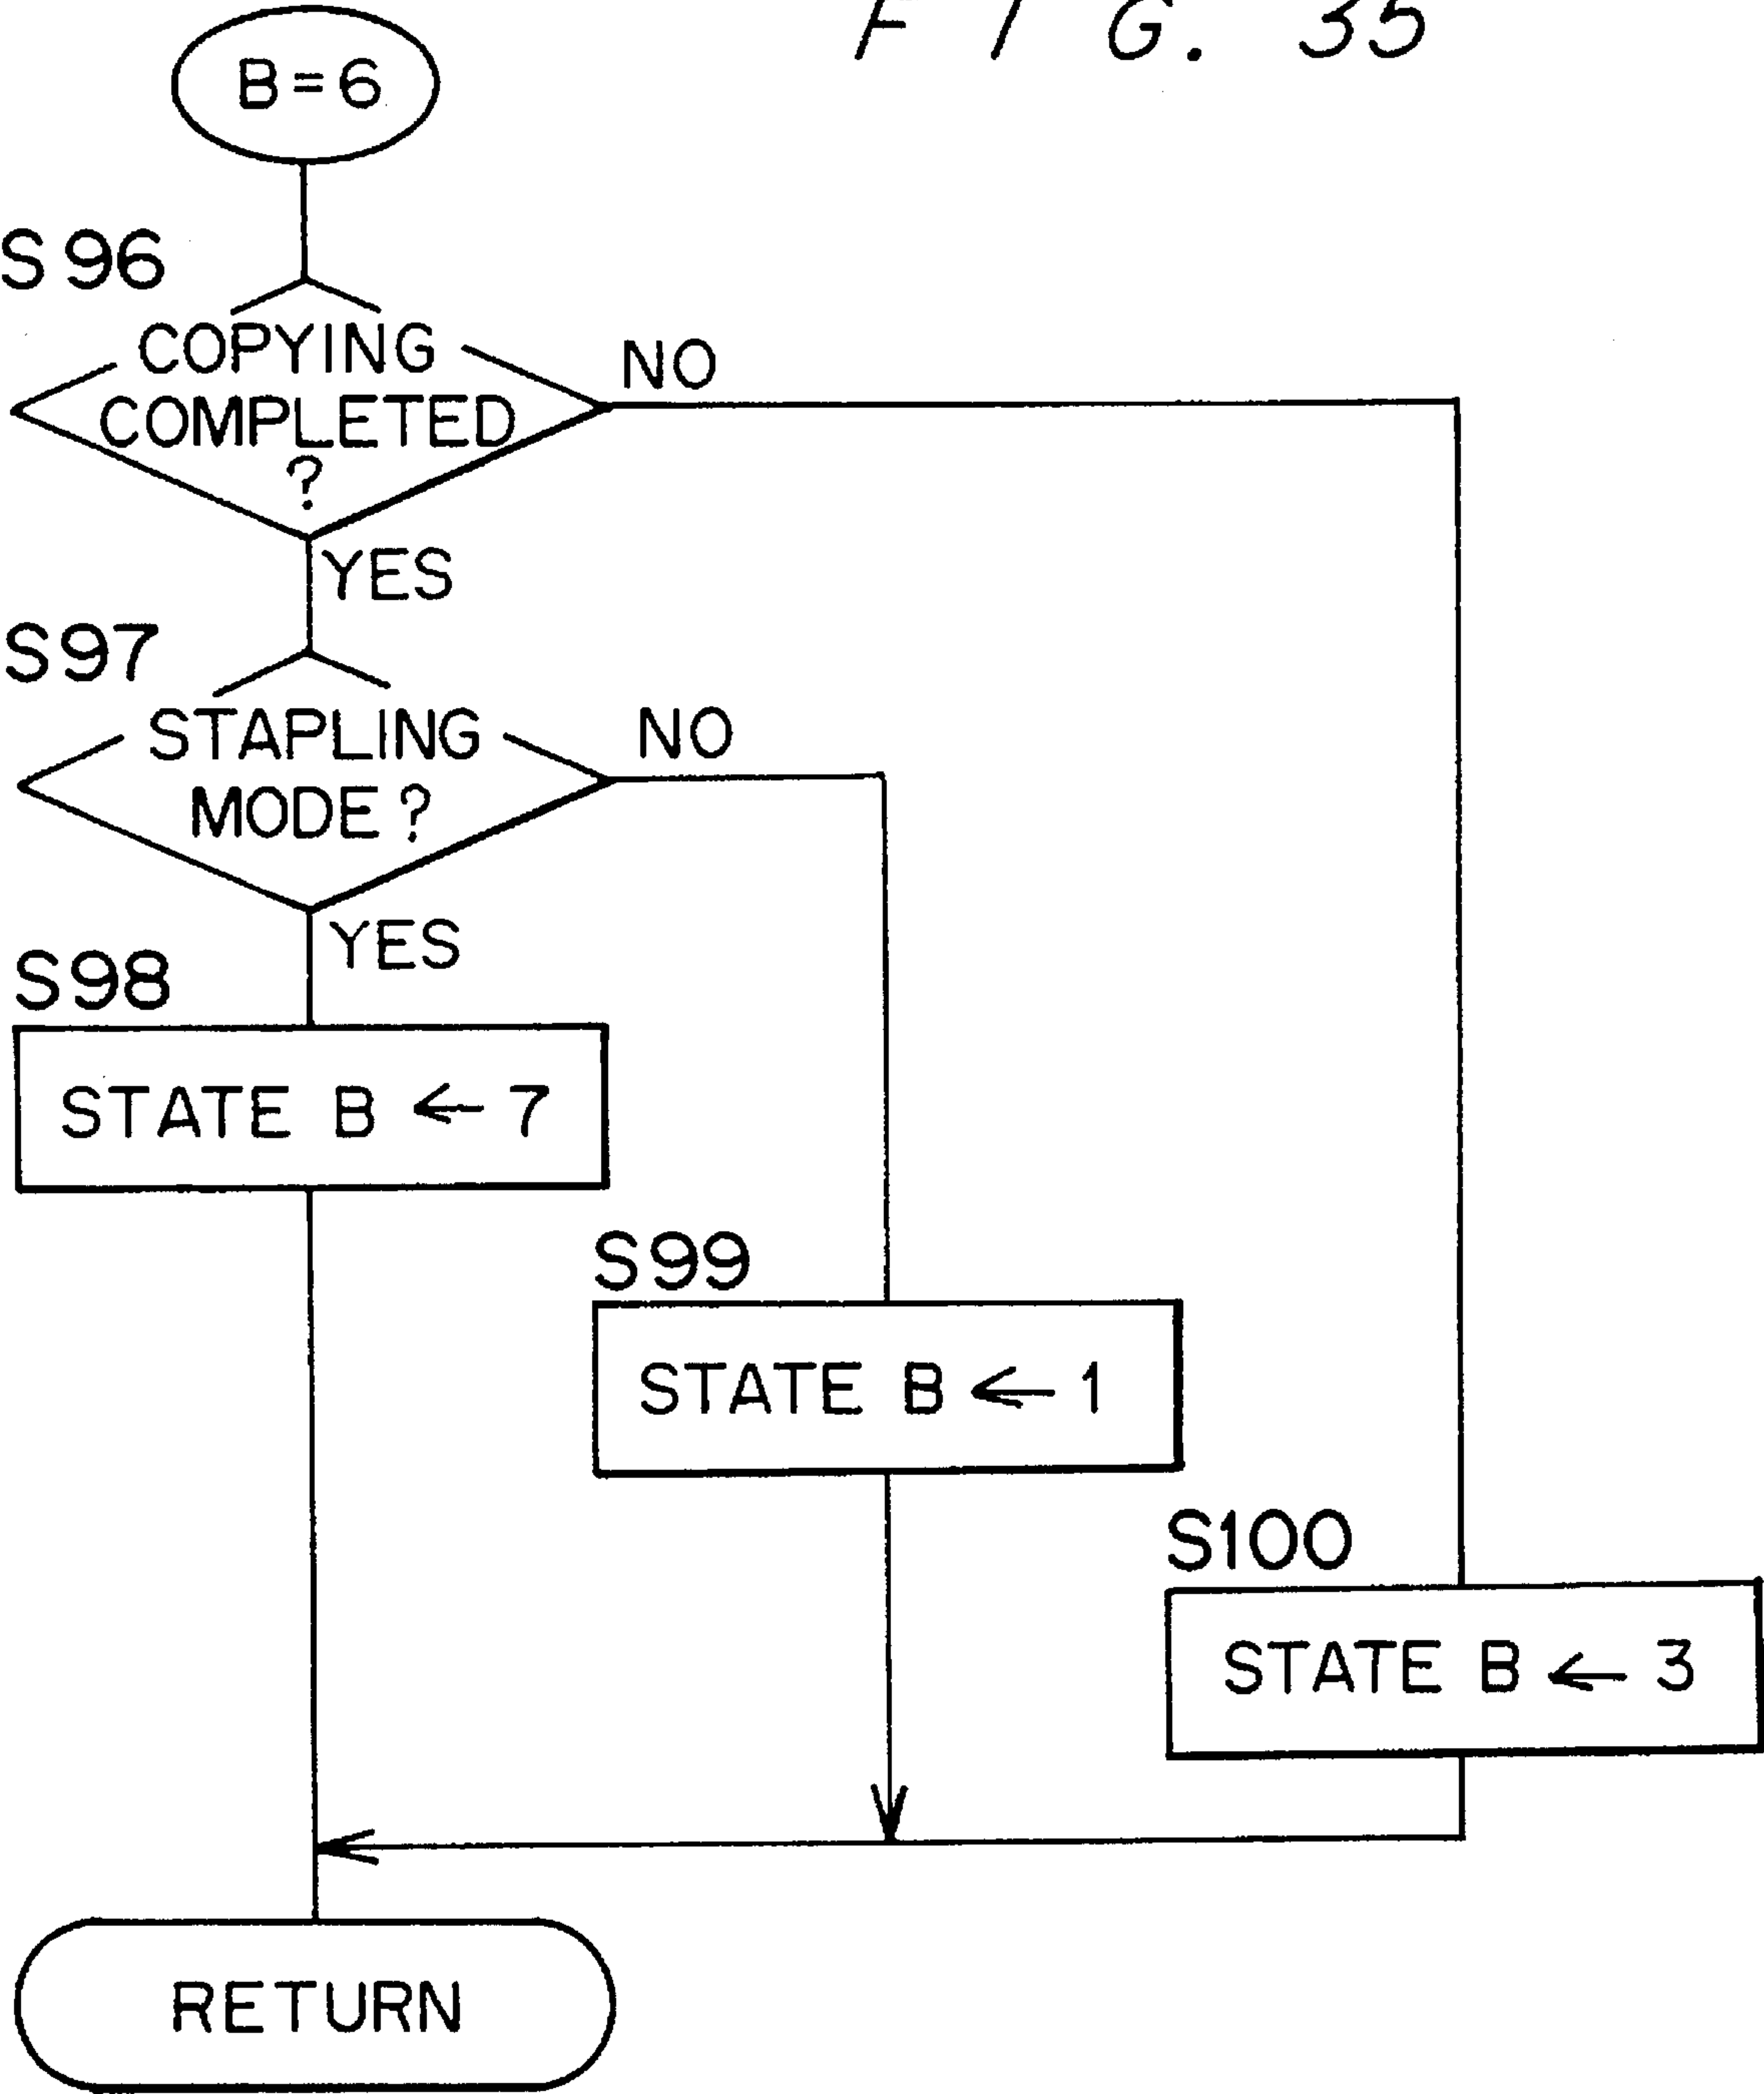 FIG. 35
B=6
S96
COPYING
COMPLETED
?
NO
YES
S97
STAPLING
MODE?
NO
YES
S98
STATE B ← 7
S99
STATE B ← 1
S100
STATE B ← 3
RETURN